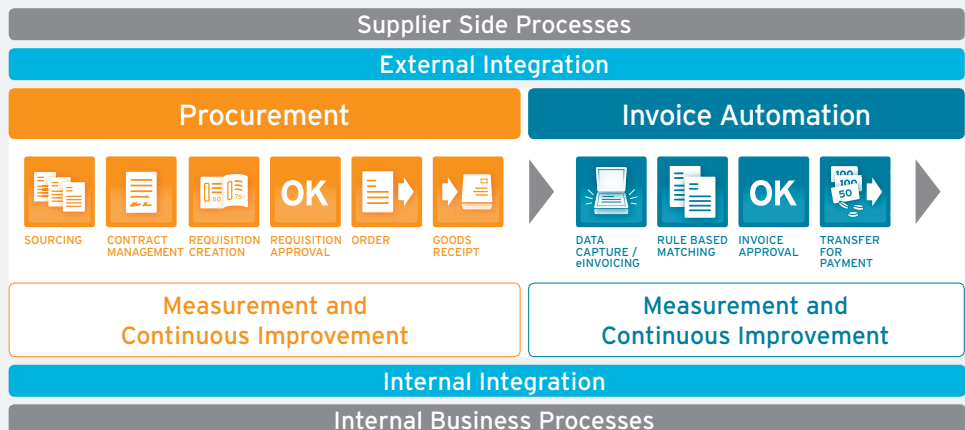 Supplier Side Processes
External Integration
Procurement
Invoice Automation
50
75
OK
OK
100
100
50
SOURCING
CONTRACT
MANAGEMENT
REQUISITION
CREATION
REQUISITION
APPROVAL
ORDER
GOODS
RECEIPT
DATA
CAPTURE /
eINVOICING
RULE BASED
MATCHING
INVOICE
APPROVAL
TRANSFER
FOR
PAYMENT
Measurement and
Continuous Improvement
Measurement and
Continuous Improvement
Internal Integration
Internal Business Processes